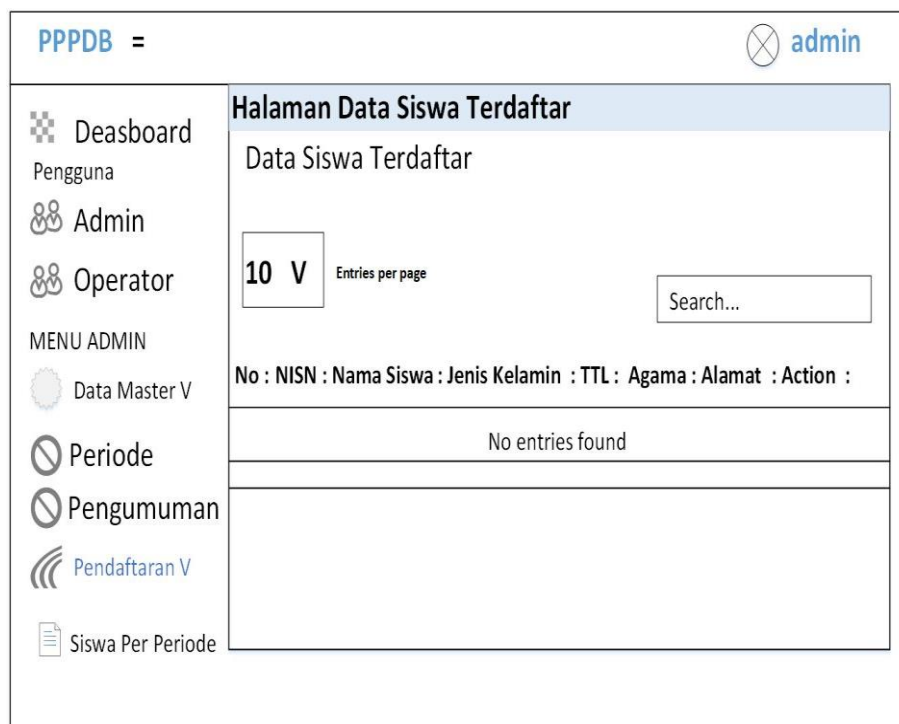 PPPDB =
admin
Deasboard
Pengguna
Admin
Operator
MENU ADMIN
Data Master V
Periode
Pengumuman
Pendaftaran V
Siswa Per Periode
Halaman Data Siswa Terdaftar
Data Siswa Terdaftar
10 V Entries per page
Search...
No : NISN : Nama Siswa : Jenis Kelamin : TTL : Agama : Alamat : Action :
No entries found